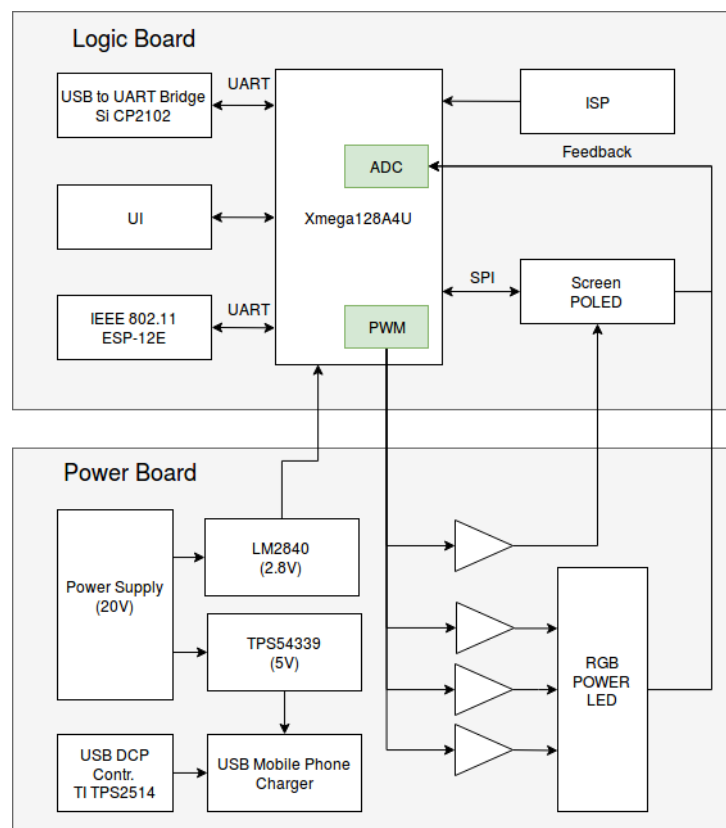 Logic Board
USB to UART Bridge
Si CP2102
UART
UI
IEEE 802.11
ESP-12E
UART
ADC
Xmega128A4U
PWM
ISP
Feedback
SPI
Screen
POLED
Power Board
Power Supply
(20V)
LM2840
(2.8V)
TPS54339
(5V)
USB DCP
Contr.
TI TPS2514
USB Mobile Phone
Charger
RGB
POWER
LED